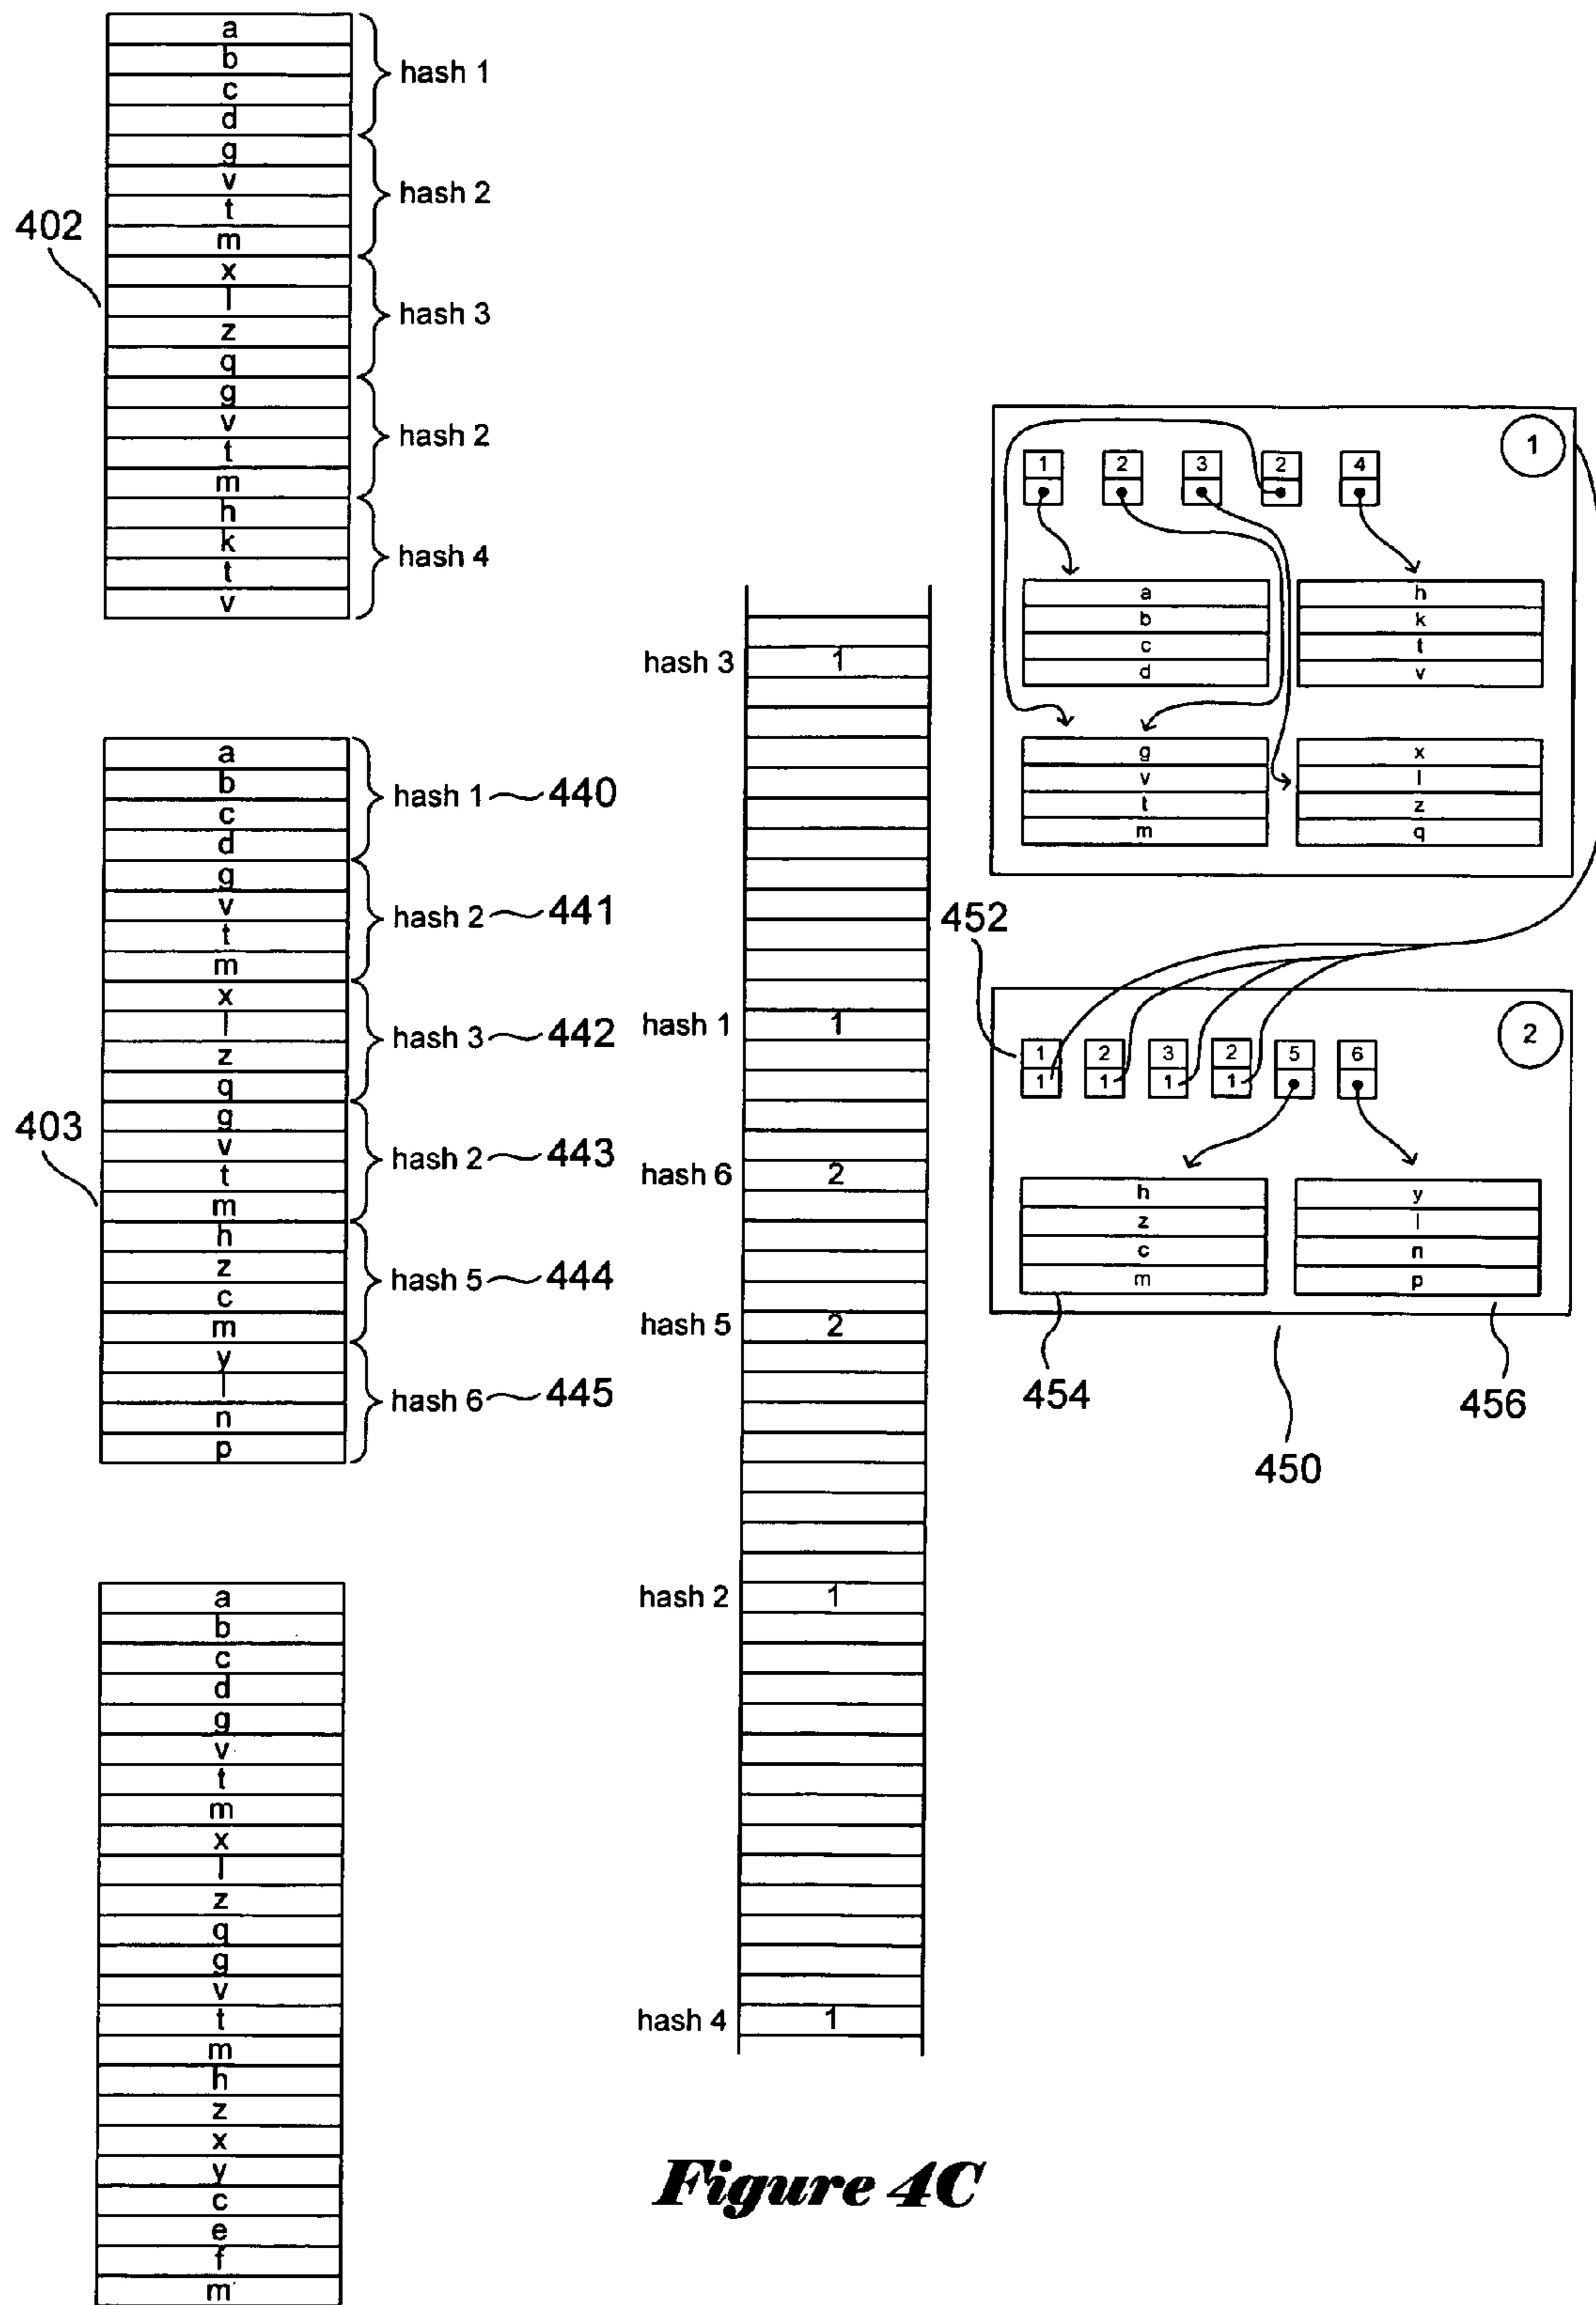 a
b
c
d
hash 1
g
v
t
m
hash 2
402
x
l
z
q
hash 3
g
v
t
m
hash 2
h
k
t
v
hash 4
a
b
c
d
hash 1
440
g
v
t
m
hash 2
441
x
l
z
q
hash 3
442
403
g
v
t
m
hash 2
443
h
z
c
m
hash 5
444
y
l
n
p
hash 6
445
a
b
c
d
g
v
t
m
x
l
z
q
g
v
t
m
h
z
x
y
c
e
f
m
hash 3 1
hash 1 1
hash 6 2
hash 5 2
hash 2 1
hash 4 1
1
1 2 3 2 4
a
b
c
d
h
k
t
v
g
v
t
m
x
l
z
q
452
2
1 2 3 2 5 6
1 1 1 1
h
z
c
m
y
l
n
p
454
456
450
Figure 4C